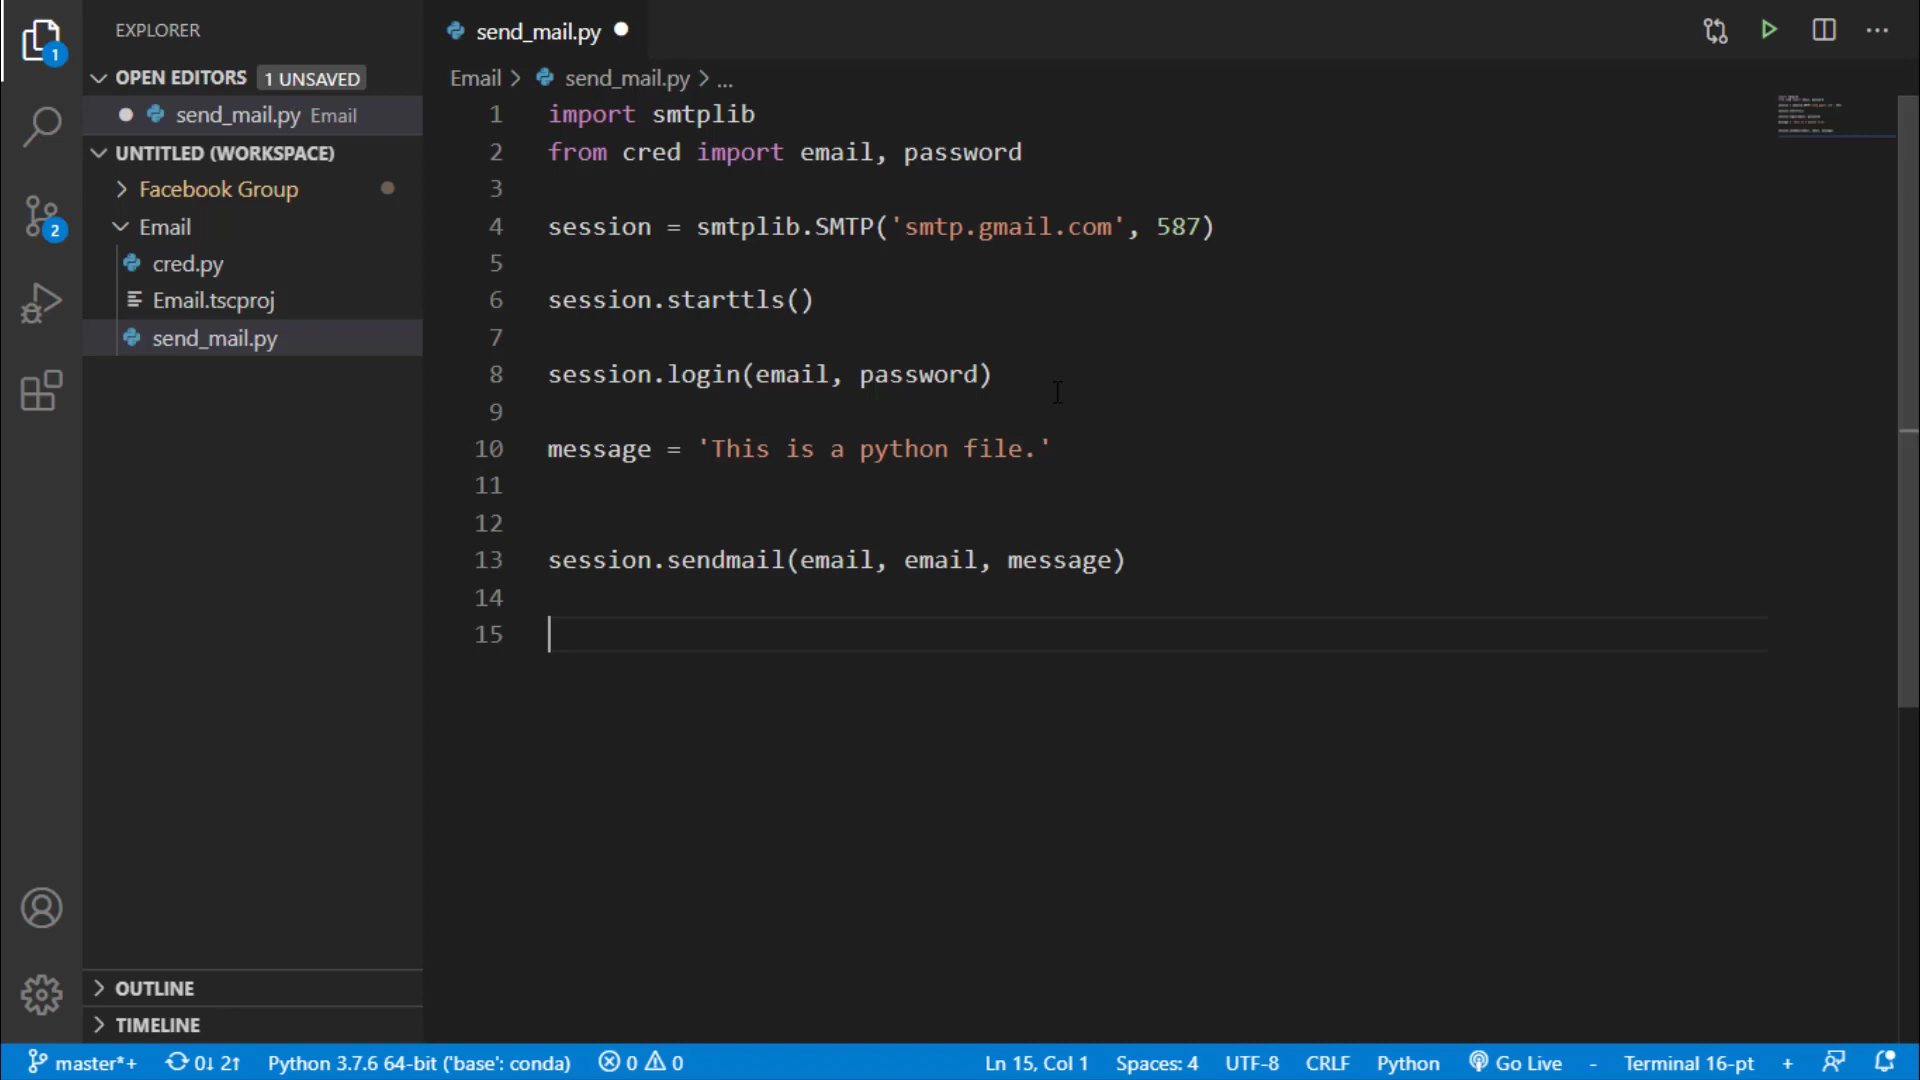 EXPLORER
OPEN EDITORS 1 UNSAVED
send_mail.py Email
UNTITLED (WORKSPACE)
Facebook Group
Email
cred.py
Email.tscproj
send_mail.py
OUTLINE
TIMELINE
1
2
send_mail.py
Email > send_mail.py > ...
1 import smtplib
2 from cred import email, password
3
4 session = smtplib.SMTP('smtp.gmail.com', 587)
5
6 session.starttls()
7
8 session.login(email, password)
9
10 message = 'This is a python file.'
11
12
13 session.sendmail(email, email, message)
14
15
master*+ 0↓ 2↑ Python 3.7.6 64-bit ('base': conda) 0 0 Ln 15, Col 1 Spaces: 4 UTF-8 CRLF Python Go Live - Terminal 16-pt +